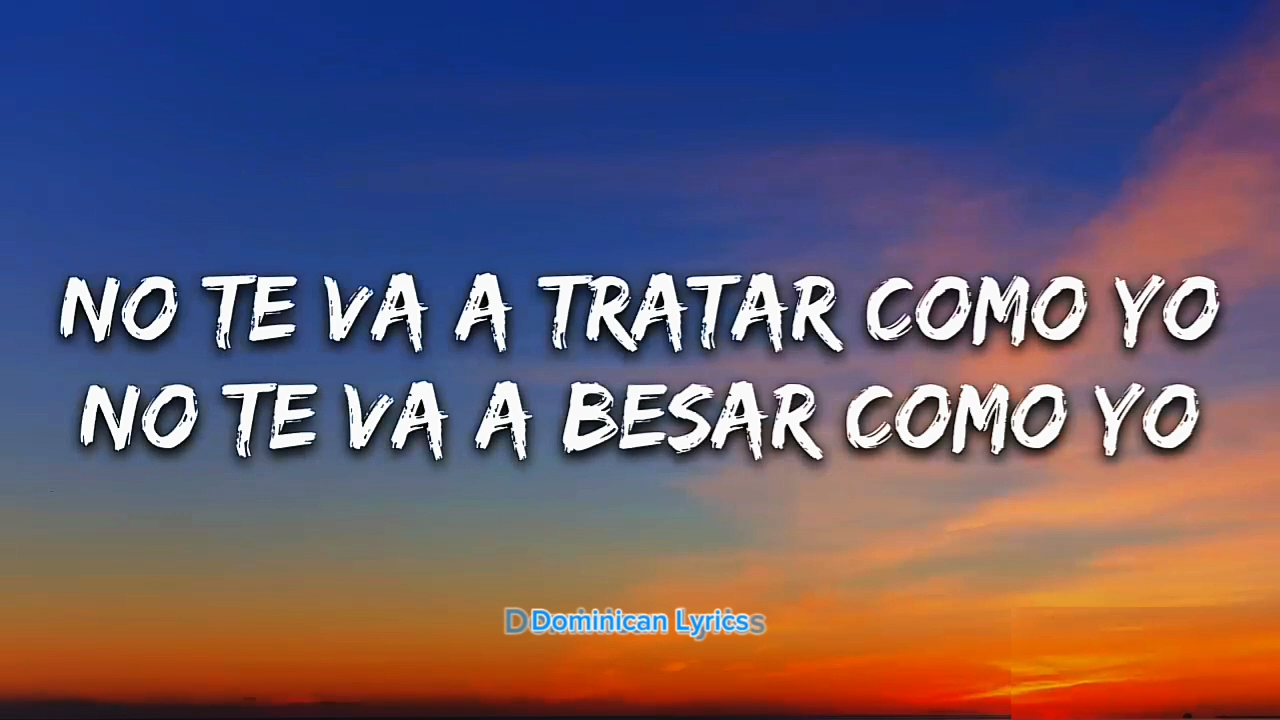 NO TE VA A TRATAR COMO YO
NO TE VA A BESAR COMO YO
Dominican Lyrics